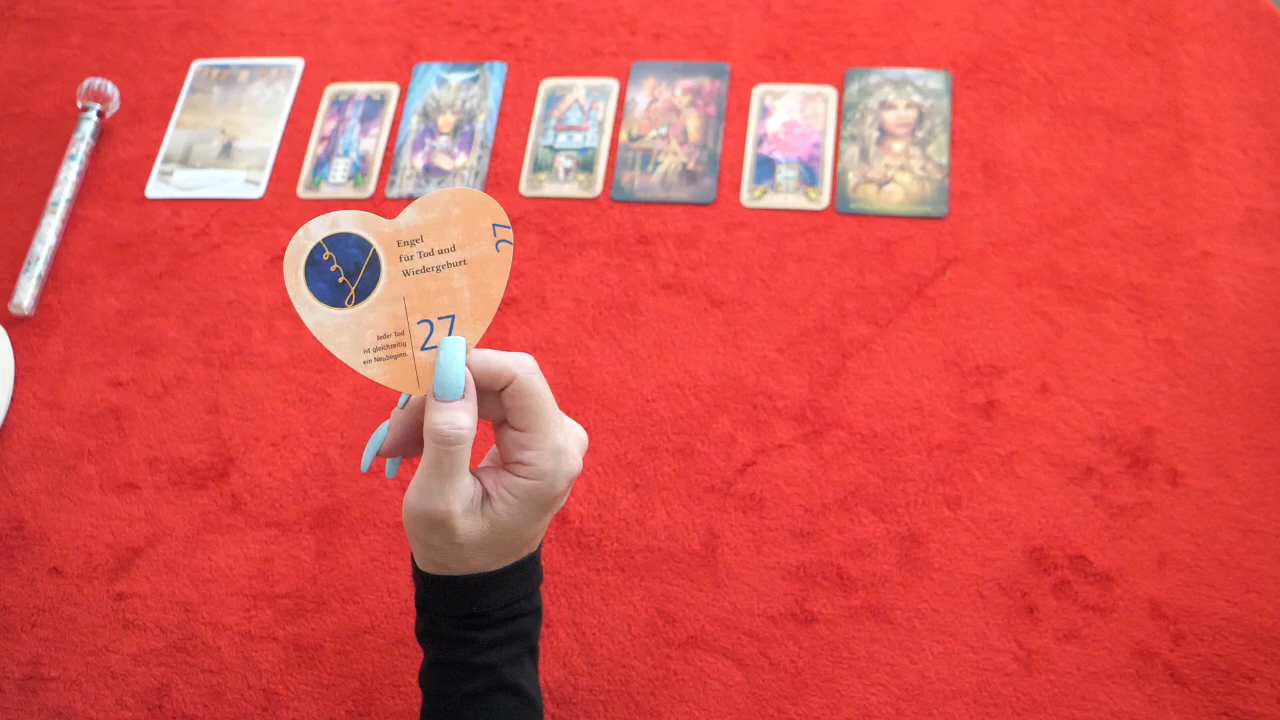 Engel
für Tod und
Wiedergeburt
27
27
Jeder Tod
ist gleichzeitig
ein Neubeginn.